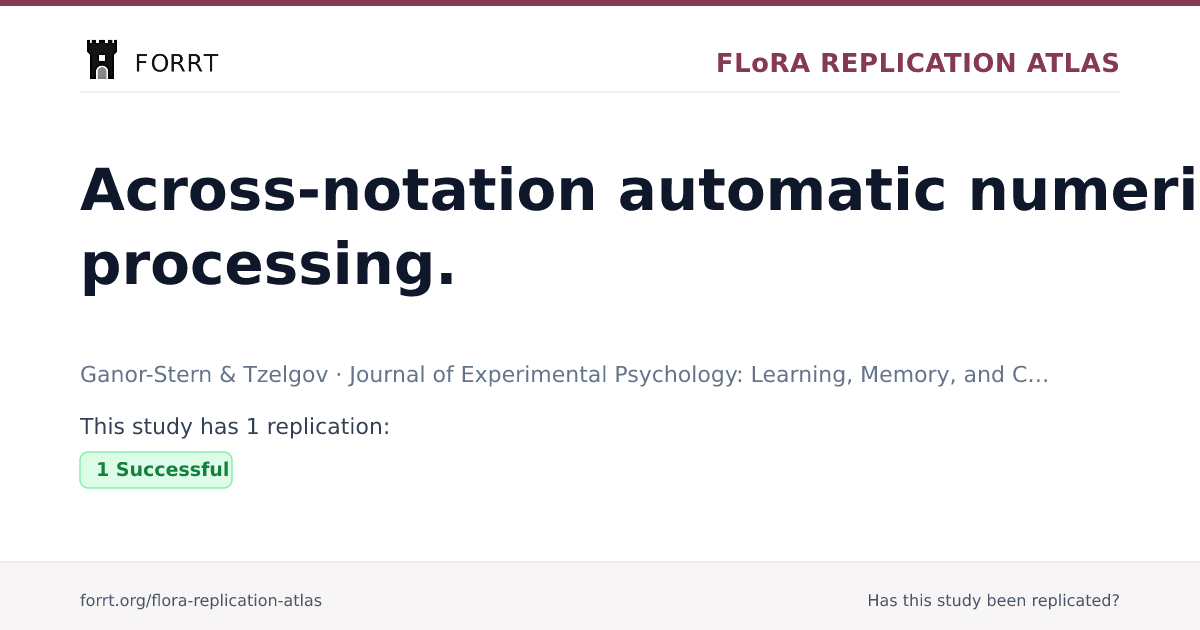 FORRT
FLoRA REPLICATION ATLAS
Across-notation automatic numeri
processing.
Ganor-Stern & Tzelgov · Journal of Experimental Psychology: Learning, Memory, and C...
This study has 1 replication:
1 Successful
forrt.org/flora-replication-atlas
Has this study been replicated?